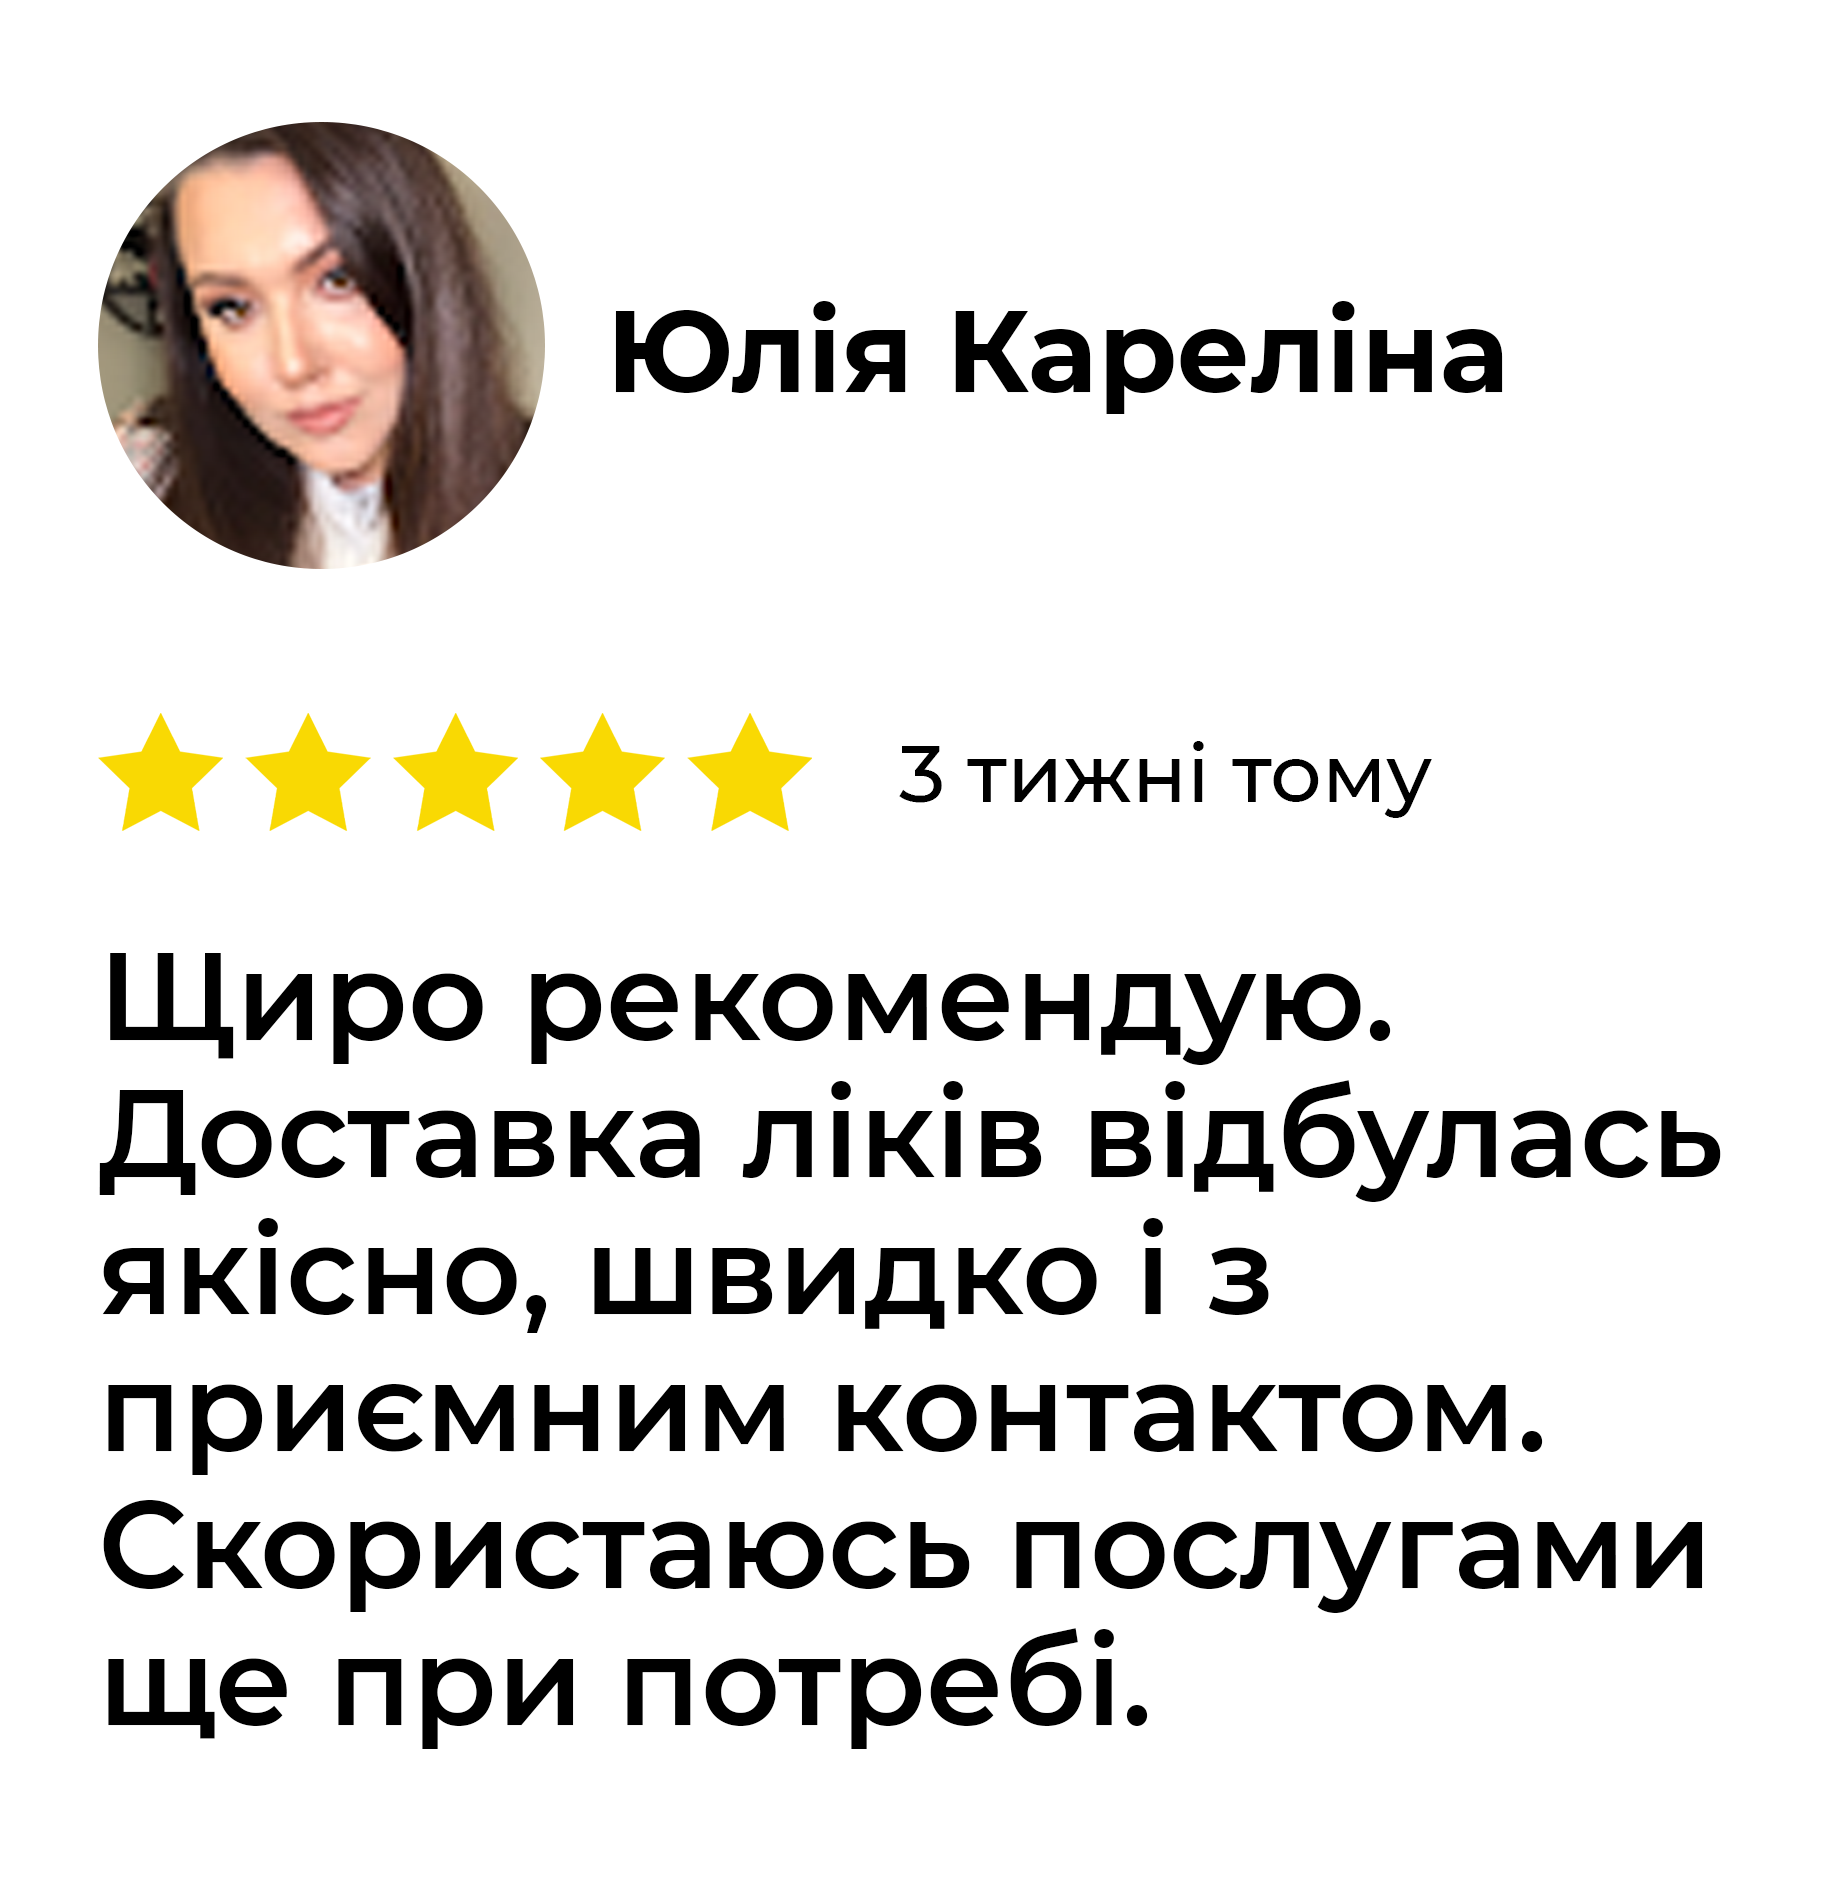 Юлія Кареліна
3 тижні тому
Щиро рекомендую.
Доставка ліків відбулась
якісно, швидко і з
приємним контактом.
Скористаюсь послугами
ще при потребі.